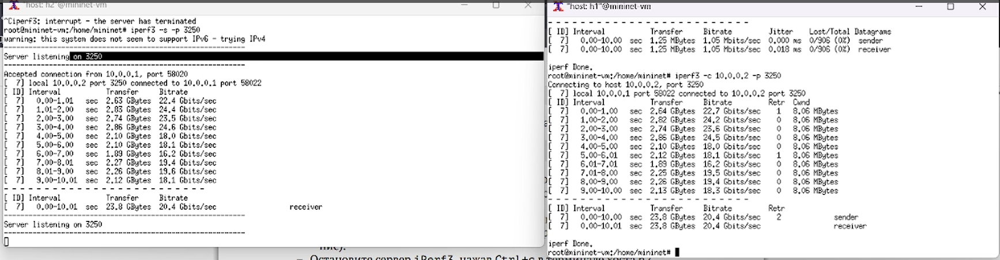 "host: h2"@mininet-vm
^Ciperf3: interrupt - the server has terminated
root@mininet-vm:/home/mininet# iperf3 -s -p 3250
warning: this system does not seem to support IPv6 - trying IPv4
-----------------------------------------------------------
Server listening on 3250
-----------------------------------------------------------
Accepted connection from 10.0.0.1, port 58020
[  7] local 10.0.0.2 port 3250 connected to 10.0.0.1 port 58022
[ ID] Interval           Transfer     Bitrate
[  7]   0.00-1.01   sec  2.63 GBytes  22.4 Gbits/sec
[  7]   1.01-2.00   sec  2.83 GBytes  24.4 Gbits/sec
[  7]   2.00-3.00   sec  2.74 GBytes  23.5 Gbits/sec
[  7]   3.00-4.00   sec  2.86 GBytes  24.6 Gbits/sec
[  7]   4.00-5.00   sec  2.10 GBytes  18.0 Gbits/sec
[  7]   5.00-6.00   sec  2.10 GBytes  18.1 Gbits/sec
[  7]   6.00-7.00   sec  1.89 GBytes  16.2 Gbits/sec
[  7]   7.00-8.01   sec  2.27 GBytes  19.4 Gbits/sec
[  7]   8.01-9.00   sec  2.26 GBytes  19.6 Gbits/sec
[  7]   9.00-10.01  sec  2.12 GBytes  18.1 Gbits/sec
- - - - - - - - - - - - - - - - - - - - - - - - -
[ ID] Interval           Transfer     Bitrate
[  7]   0.00-10.01  sec  23.8 GBytes  20.4 Gbits/sec                  receiver
-----------------------------------------------------------
Server listening on 3250
-----------------------------------------------------------
"host: h1"@mininet-vm
- - - - - - - - - - - - - - - - - - - - - - - - -
[ ID] Interval           Transfer     Bitrate         Jitter    Lost/Total Datagrams
[  7]   0.00-10.00  sec  1.25 MBytes  1.05 Mbits/sec  0.000 ms  0/906 (0%)  sender
[  7]   0.00-10.00  sec  1.25 MBytes  1.05 Mbits/sec  0.018 ms  0/906 (0%)  receiver
iperf Done.
root@mininet-vm:/home/mininet# iperf3 -c 10.0.0.2 -p 3250
Connecting to host 10.0.0.2, port 3250
[  7] local 10.0.0.1 port 58022 connected to 10.0.0.2 port 3250
[ ID] Interval           Transfer     Bitrate         Retr  Cwnd
[  7]   0.00-1.00   sec  2.64 GBytes  22.7 Gbits/sec    1   8.06 MBytes
[  7]   1.00-2.00   sec  2.82 GBytes  24.2 Gbits/sec    0   8.06 MBytes
[  7]   2.00-3.00   sec  2.74 GBytes  23.6 Gbits/sec    0   8.06 MBytes
[  7]   3.00-4.00   sec  2.86 GBytes  24.5 Gbits/sec    0   8.06 MBytes
[  7]   4.00-5.00   sec  2.10 GBytes  18.0 Gbits/sec    0   8.06 MBytes
[  7]   5.00-6.01   sec  2.12 GBytes  18.1 Gbits/sec    1   8.06 MBytes
[  7]   6.01-7.01   sec  1.89 GBytes  16.2 Gbits/sec    0   8.06 MBytes
[  7]   7.01-8.00   sec  2.25 GBytes  19.5 Gbits/sec    0   8.06 MBytes
[  7]   8.00-9.00   sec  2.26 GBytes  19.4 Gbits/sec    0   8.06 MBytes
[  7]   9.00-10.00  sec  2.13 GBytes  18.3 Gbits/sec    0   8.06 MBytes
- - - - - - - - - - - - - - - - - - - - - - - - -
[ ID] Interval           Transfer     Bitrate         Retr
[  7]   0.00-10.00  sec  23.8 GBytes  20.4 Gbits/sec    2             sender
[  7]   0.00-10.01  sec  23.8 GBytes  20.4 Gbits/sec                  receiver
iperf Done.
root@mininet-vm:/home/mininet#
– Остановите сервер iPerf3, нажав Ctrl+c в терминале хоста h2